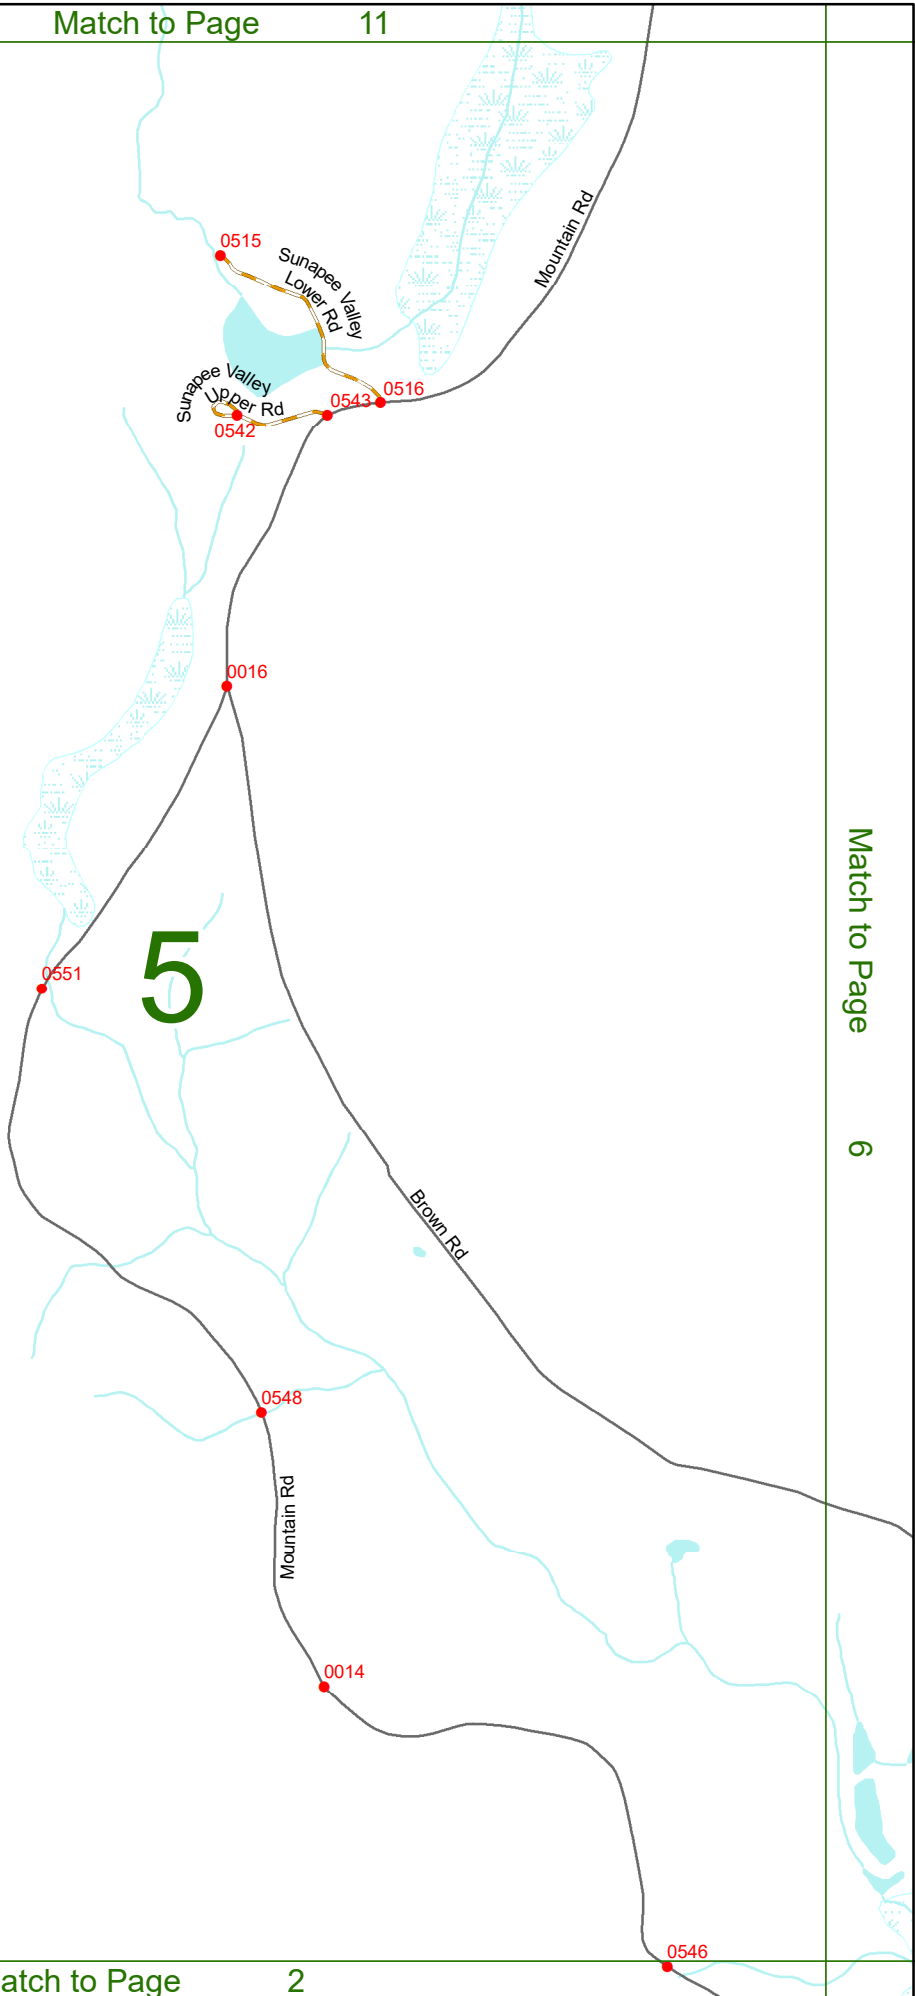 Match to Page 11
Mountain Rd
0515
Sunapee Valley
Lower Rd
0516
0543
Sunapee Valley
Upper Rd
0542
0016
Match to Page 6
5
0551
Brown Rd
0548
Mountain Rd
0014
0546
atch to Page 2